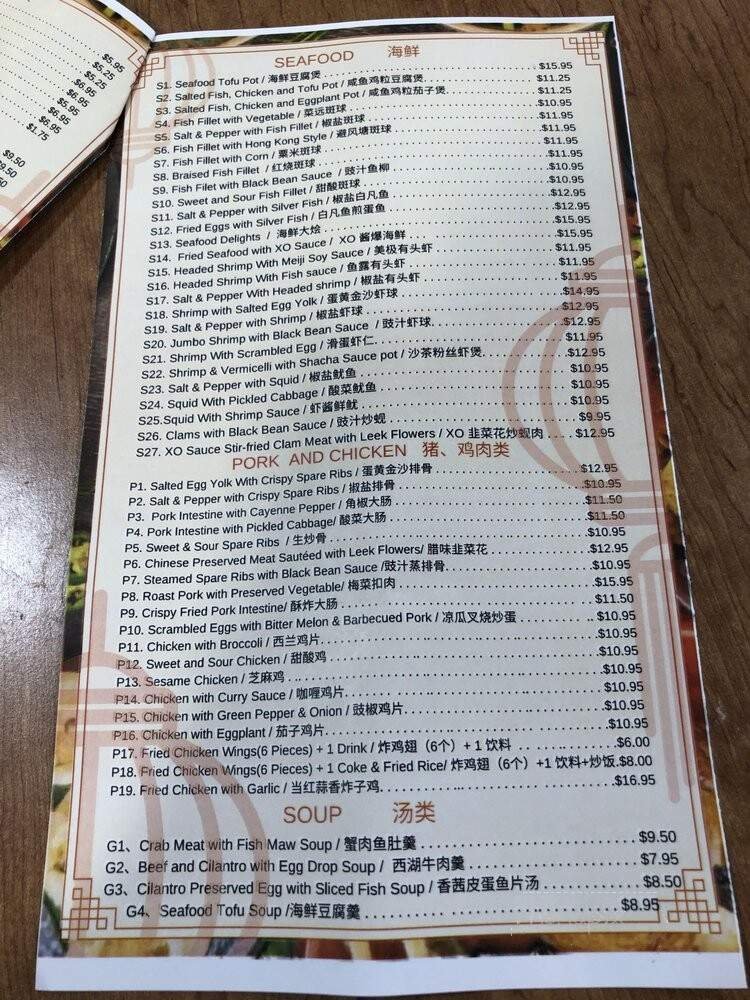 $5.95
$5.25
$5.25
$6.95
$6.95
$5.95
$6.95
$6.95
$1.75
$9.50
9.50
50
SEAFOOD 海鲜
S1. Seafood Tofu Pot / 海鲜豆腐煲 $15.95
S2. Salted Fish, Chicken and Tofu Pot / 咸鱼鸡粒豆腐煲 $11.25
S3. Salted Fish, Chicken and Eggplant Pot / 咸鱼鸡粒茄子煲 $11.25
S4. Fish Fillet with Vegetable / 菜远斑球 $10.95
S5. Salt & Pepper with Fish Fillet / 椒盐斑球 $11.95
S6. Fish Fillet with Hong Kong Style / 避风塘斑球 $11.95
S7. Fish Fillet with Corn / 粟米斑球 $11.95
S8. Braised Fish Fillet / 红烧斑球 $11.95
S9. Fish Filet with Black Bean Sauce / 豉汁鱼柳 $10.95
S10. Sweet and Sour Fish Fillet / 甜酸斑球 $10.95
S11. Salt & Pepper with Silver Fish / 椒盐白凡鱼 $12.95
S12. Fried Eggs with Silver Fish / 白凡鱼煎蛋鱼 $12.95
S13. Seafood Delights / 海鲜大烩 $15.95
S14. Fried Seafood with XO Sauce / XO 酱爆海鲜 $15.95
S15. Headed Shrimp With Meiji Soy Sauce / 美极有头虾 $11.95
S16. Headed Shrimp With Fish sauce / 鱼露有头虾 $11.95
S17. Salt & Pepper With Headed shrimp / 椒盐有头虾 $11.95
S18. Shrimp with Salted Egg Yolk / 蛋黄金沙虾球 $14.95
S19. Salt & Pepper with Shrimp / 椒盐虾球 $12.95
S20. Jumbo Shrimp with Black Bean Sauce / 豉汁虾球 $12.95
S21. Shrimp With Scrambled Egg / 滑蛋虾仁 $11.95
S22. Shrimp & Vermicelli with Shacha Sauce pot / 沙茶粉丝虾煲 $12.95
S23. Salt & Pepper with Squid / 椒盐鱿鱼 $10.95
S24. Squid With Pickled Cabbage / 酸菜鱿鱼 $10.95
S25.Squid With Shrimp Sauce / 虾酱鲜鱿 $10.95
S26. Clams with Black Bean Sauce / 豉汁炒蚬 $9.95
S27. XO Sauce Stir-fried Clam Meat with Leek Flowers / XO 韭菜花炒蚬肉 $12.95
PORK AND CHICKEN 猪、鸡肉类
P1. Salted Egg Yolk With Crispy Spare Ribs / 蛋黄金沙排骨 $12.95
P2. Salt & Pepper with Crispy Spare Ribs / 椒盐排骨 $10.95
P3. Pork Intestine with Cayenne Pepper / 角椒大肠 $11.50
P4. Pork Intestine with Pickled Cabbage/ 酸菜大肠 $11.50
P5. Sweet & Sour Spare Ribs / 生炒骨 $10.95
P6. Chinese Preserved Meat Sautéed with Leek Flowers/ 腊味韭菜花 $12.95
P7. Steamed Spare Ribs with Black Bean Sauce /豉汁蒸排骨 $10.95
P8. Roast Pork with Preserved Vegetable/ 梅菜扣肉 $15.95
P9. Crispy Fried Pork Intestine/ 酥炸大肠 $11.50
P10. Scrambled Eggs with Bitter Melon & Barbecued Pork / 凉瓜叉烧炒蛋 $10.95
P11. Chicken with Broccoli / 西兰鸡片 $10.95
P12. Sweet and Sour Chicken / 甜酸鸡 $10.95
P13. Sesame Chicken / 芝麻鸡 $10.95
P14. Chicken with Curry Sauce / 咖喱鸡片 $10.95
P15. Chicken with Green Pepper & Onion / 豉椒鸡片 $10.95
P16. Chicken with Eggplant / 茄子鸡片 $10.95
P17. Fried Chicken Wings(6 Pieces) + 1 Drink / 炸鸡翅（6个）+ 1 饮料 $6.00
P18. Fried Chicken Wings(6 Pieces) + 1 Coke & Fried Rice/ 炸鸡翅（6个）+1 饮料+炒饭 $8.00
P19. Fried Chicken with Garlic / 当红蒜香炸子鸡 $16.95
SOUP 汤类
G1、Crab Meat with Fish Maw Soup / 蟹肉鱼肚羹 $9.50
G2、Beef and Cilantro with Egg Drop Soup / 西湖牛肉羹 $7.95
G3、Cilantro Preserved Egg with Sliced Fish Soup / 香茜皮蛋鱼片汤 $8.50
G4、Seafood Tofu Soup /海鲜豆腐羹 $8.95